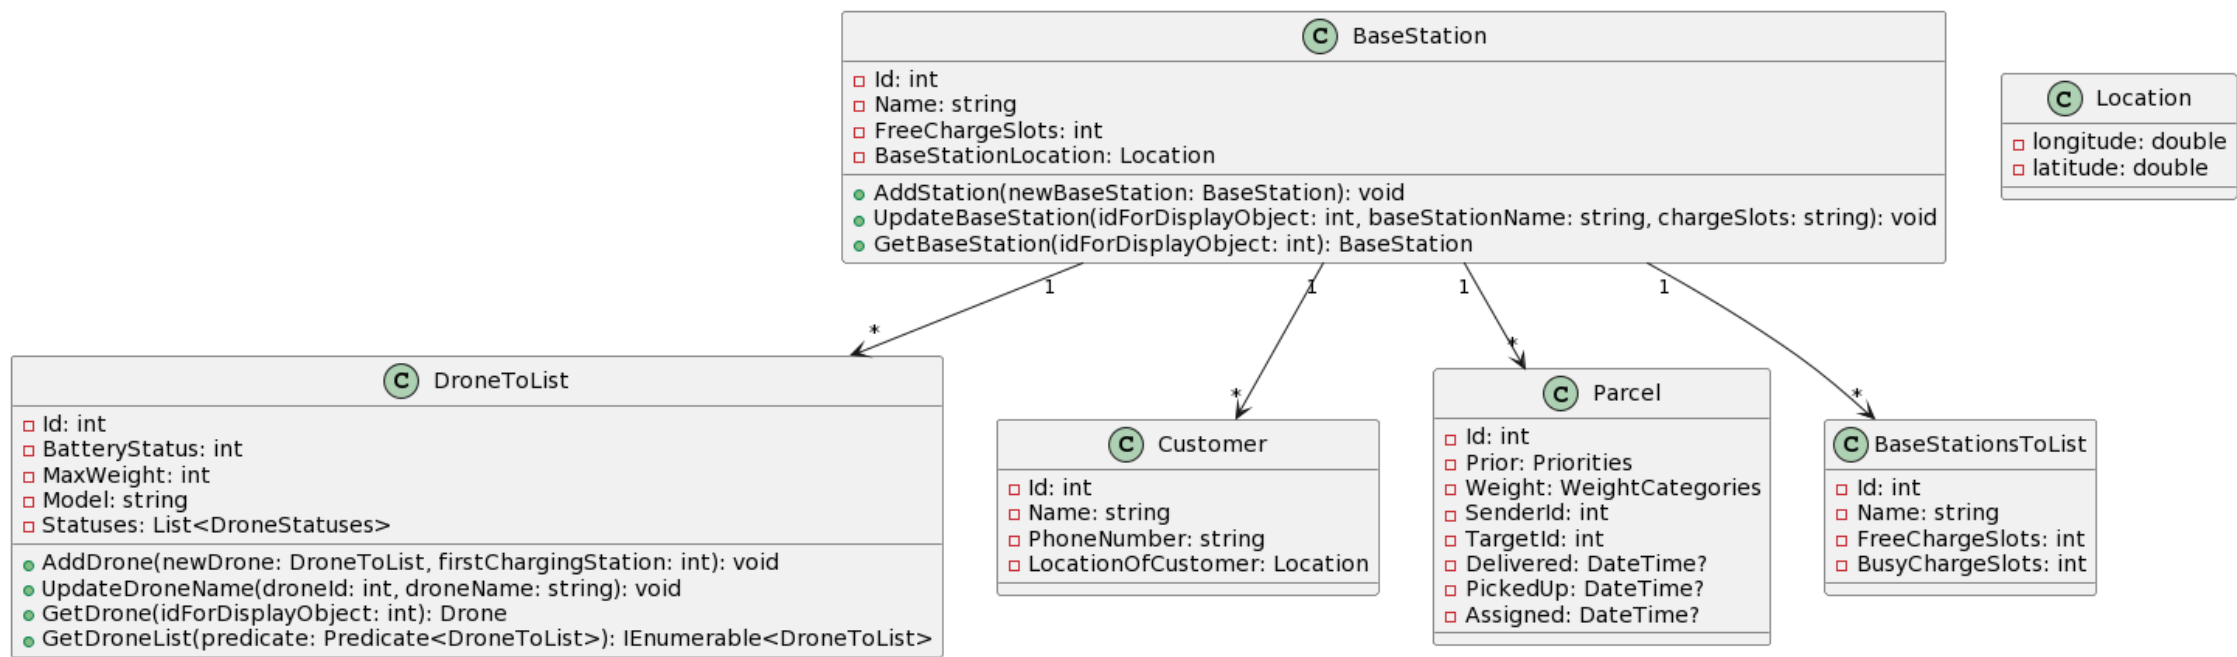 C BaseStation
Id: int
Name: string
FreeChargeSlots: int
BaseStationLocation: Location
AddStation(newBaseStation: BaseStation): void
UpdateBaseStation(idForDisplayObject: int, baseStationName: string, chargeSlots: string): void
GetBaseStation(idForDisplayObject: int): BaseStation
C Location
longitude: double
latitude: double
1 1 1 1
* * * *
C DroneToList
Id: int
BatteryStatus: int
MaxWeight: int
Model: string
Statuses: List<DroneStatuses>
AddDrone(newDrone: DroneToList, firstChargingStation: int): void
UpdateDroneName(droneId: int, droneName: string): void
GetDrone(idForDisplayObject: int): Drone
GetDroneList(predicate: Predicate<DroneToList>): IEnumerable<DroneToList>
C Customer
Id: int
Name: string
PhoneNumber: string
LocationOfCustomer: Location
C Parcel
Id: int
Prior: Priorities
Weight: WeightCategories
SenderId: int
TargetId: int
Delivered: DateTime?
PickedUp: DateTime?
Assigned: DateTime?
C BaseStationsToList
Id: int
Name: string
FreeChargeSlots: int
BusyChargeSlots: int